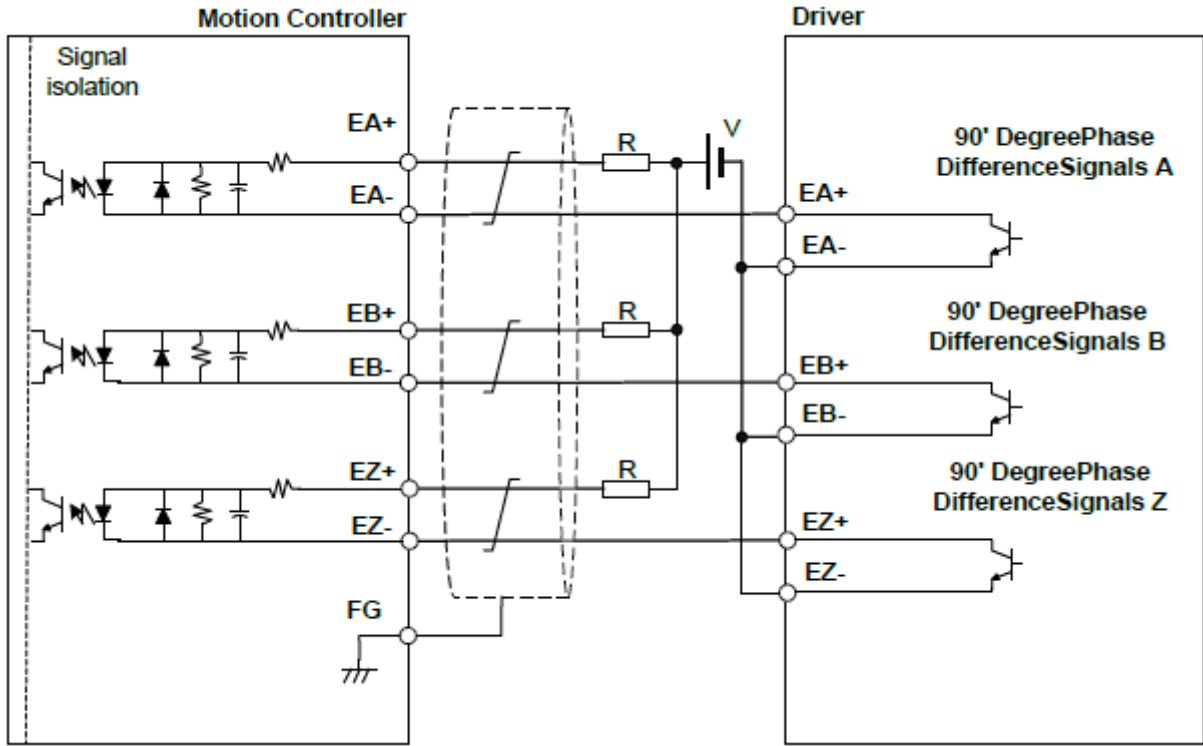 Motion Controller
Driver
Signal
isolation
EA+
R
V
90' DegreePhase
DifferenceSignals A
EA-
EA+
EA-
EB+
R
90' DegreePhase
DifferenceSignals B
EB-
EB+
EB-
EZ+
R
90' DegreePhase
DifferenceSignals Z
EZ-
EZ+
EZ-
FG